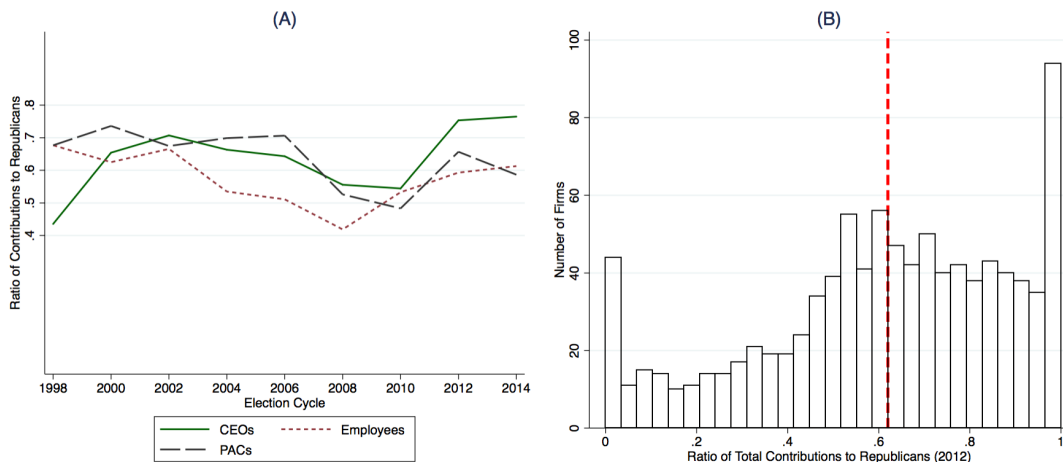 (A)
Ratio of Contributions to Republicans
.8
.7
.6
.5
.4
1998 2000 2002 2004 2006 2008 2010 2012 2014
Election Cycle
CEOs Employees
PACs
(B)
Number of Firms
100
80
60
40
20
0
0 .2 .4 .6 .8 1
Ratio of Total Contributions to Republicans (2012)